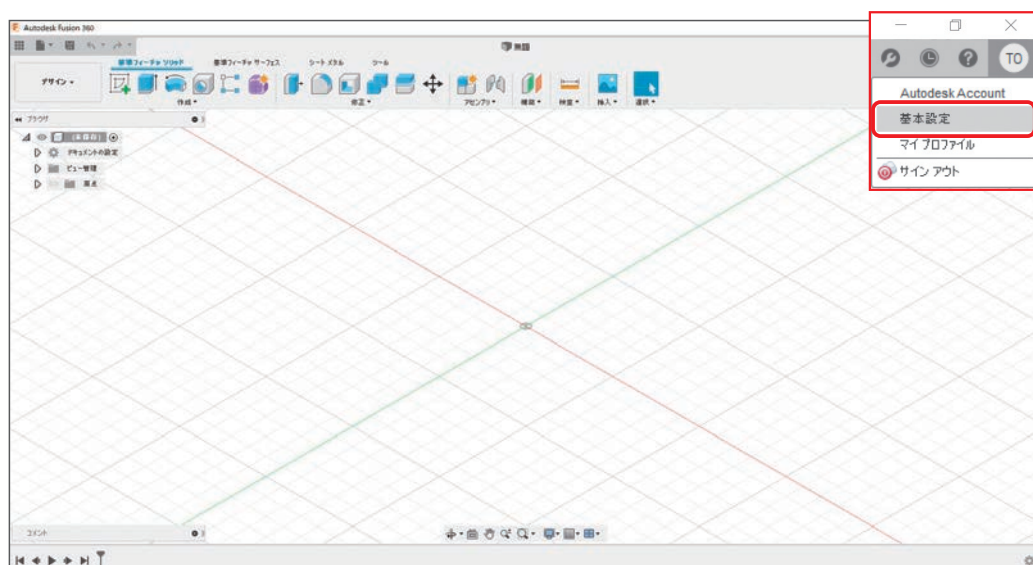 Autodesk Fusion 360
無題
TO
基準フィーチャ ソリッド
基準フィーチャ サーフェス
シート メタル
ツール
デザイン
作成
修正
アセンブリ
構築
検査
挿入
選択
Autodesk Account
基本設定
マイ プロファイル
サイン アウト
ブラウザ
(未保存)
ドキュメントの設定
ビュー管理
原点
コメント